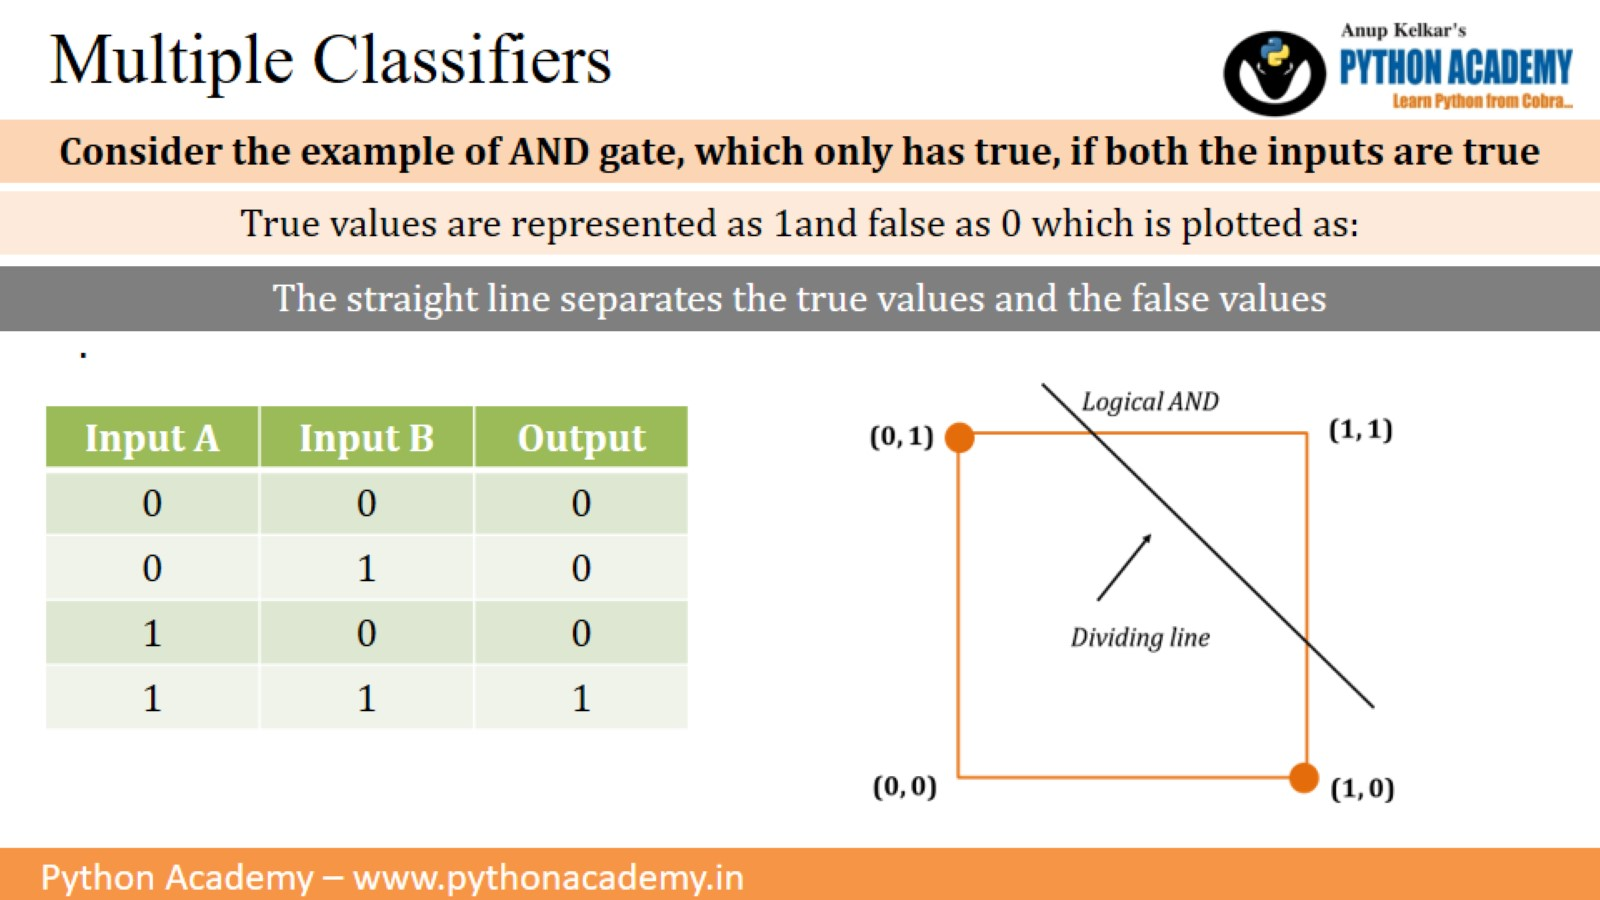 Multiple Classifiers
Anup Kelkar's
PYTHON ACADEMY
Learn Python from Cobra...
Consider the example of AND gate, which only has true, if both the inputs are true
True values are represented as 1and false as 0 which is plotted as:
The straight line separates the true values and the false values
.
Input A Input B Output
0 0 0
0 1 0
1 0 0
1 1 1
Logical AND
(0, 1)
(1, 1)
Dividing line
(0, 0)
(1, 0)
Python Academy – www.pythonacademy.in